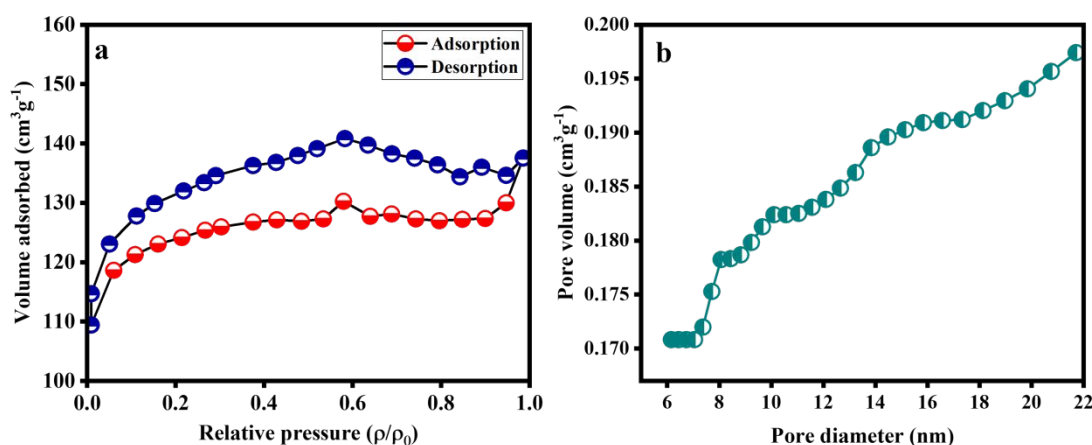 a
Adsorption
Desorption
Volume adsorbed (cm³g⁻¹)
160
150
140
130
120
110
100
0.0 0.2 0.4 0.6 0.8 1.0
Relative pressure (ρ/ρ₀)
b
Pore volume (cm³g⁻¹)
0.200
0.195
0.190
0.185
0.180
0.175
0.170
6 8 10 12 14 16 18 20 22
Pore diameter (nm)